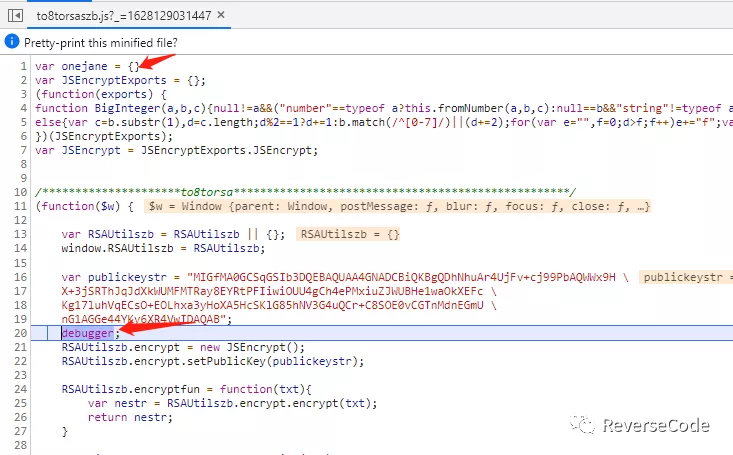 to8torsaszb.js?_=1628129031447 ×
Pretty-print this minified file?
1 var onejane = {}
2 var JSEncryptExports = {};
3 (function(exports) {
4 function BigInteger(a,b,c){null!=a&&("number"==typeof a?this.fromNumber(a,b,c):null==b&&"string"!=typeof a
5 else{var c=b.substr(1),d=c.length;d%2==1?d+=1:b.match(/^[0-7]/)||(d+=2);for(var e="",f=0;d>f;f++)e+="f";va
6 })(JSEncryptExports);
7 var JSEncrypt = JSEncryptExports.JSEncrypt;
8
9
10 /*********************to8torsa***************************************************/
11 (function($w) { $w = Window {parent: Window, postMessage: ƒ, blur: ƒ, focus: ƒ, close: ƒ, …}
12
13 var RSAUtilszb = RSAUtilszb || {}; RSAUtilszb = {}
14 window.RSAUtilszb = RSAUtilszb;
15
16 var publickeystr = "MIGfMA0GCSqGSIb3DQEBAQUAA4GNADCBiQKBgQDhNhuAr4UjFv+cj99PbAQWWx9H \ publickeystr =
17 X+3jSRThJqJdXkWUMFMTRay8EYRtPFIiwiOUU4gCh4ePMxiuZJWUBHe1waOkXEFc \
18 Kg17luhVqECsO+EOLhxa3yHoXA5HcSKlG85hNV3G4uQCr+C8SOE0vCGTnMdnEGmU \
19 nGlAGGe44YKy6XR4VwIDAQAB";
20 debugger;
21 RSAUtilszb.encrypt = new JSEncrypt();
22 RSAUtilszb.encrypt.setPublicKey(publickeystr);
23
24 RSAUtilszb.encryptfun = function(txt){
25 var nestr = RSAUtilszb.encrypt.encrypt(txt);
26 return nestr;
27 }
28
ReverseCode